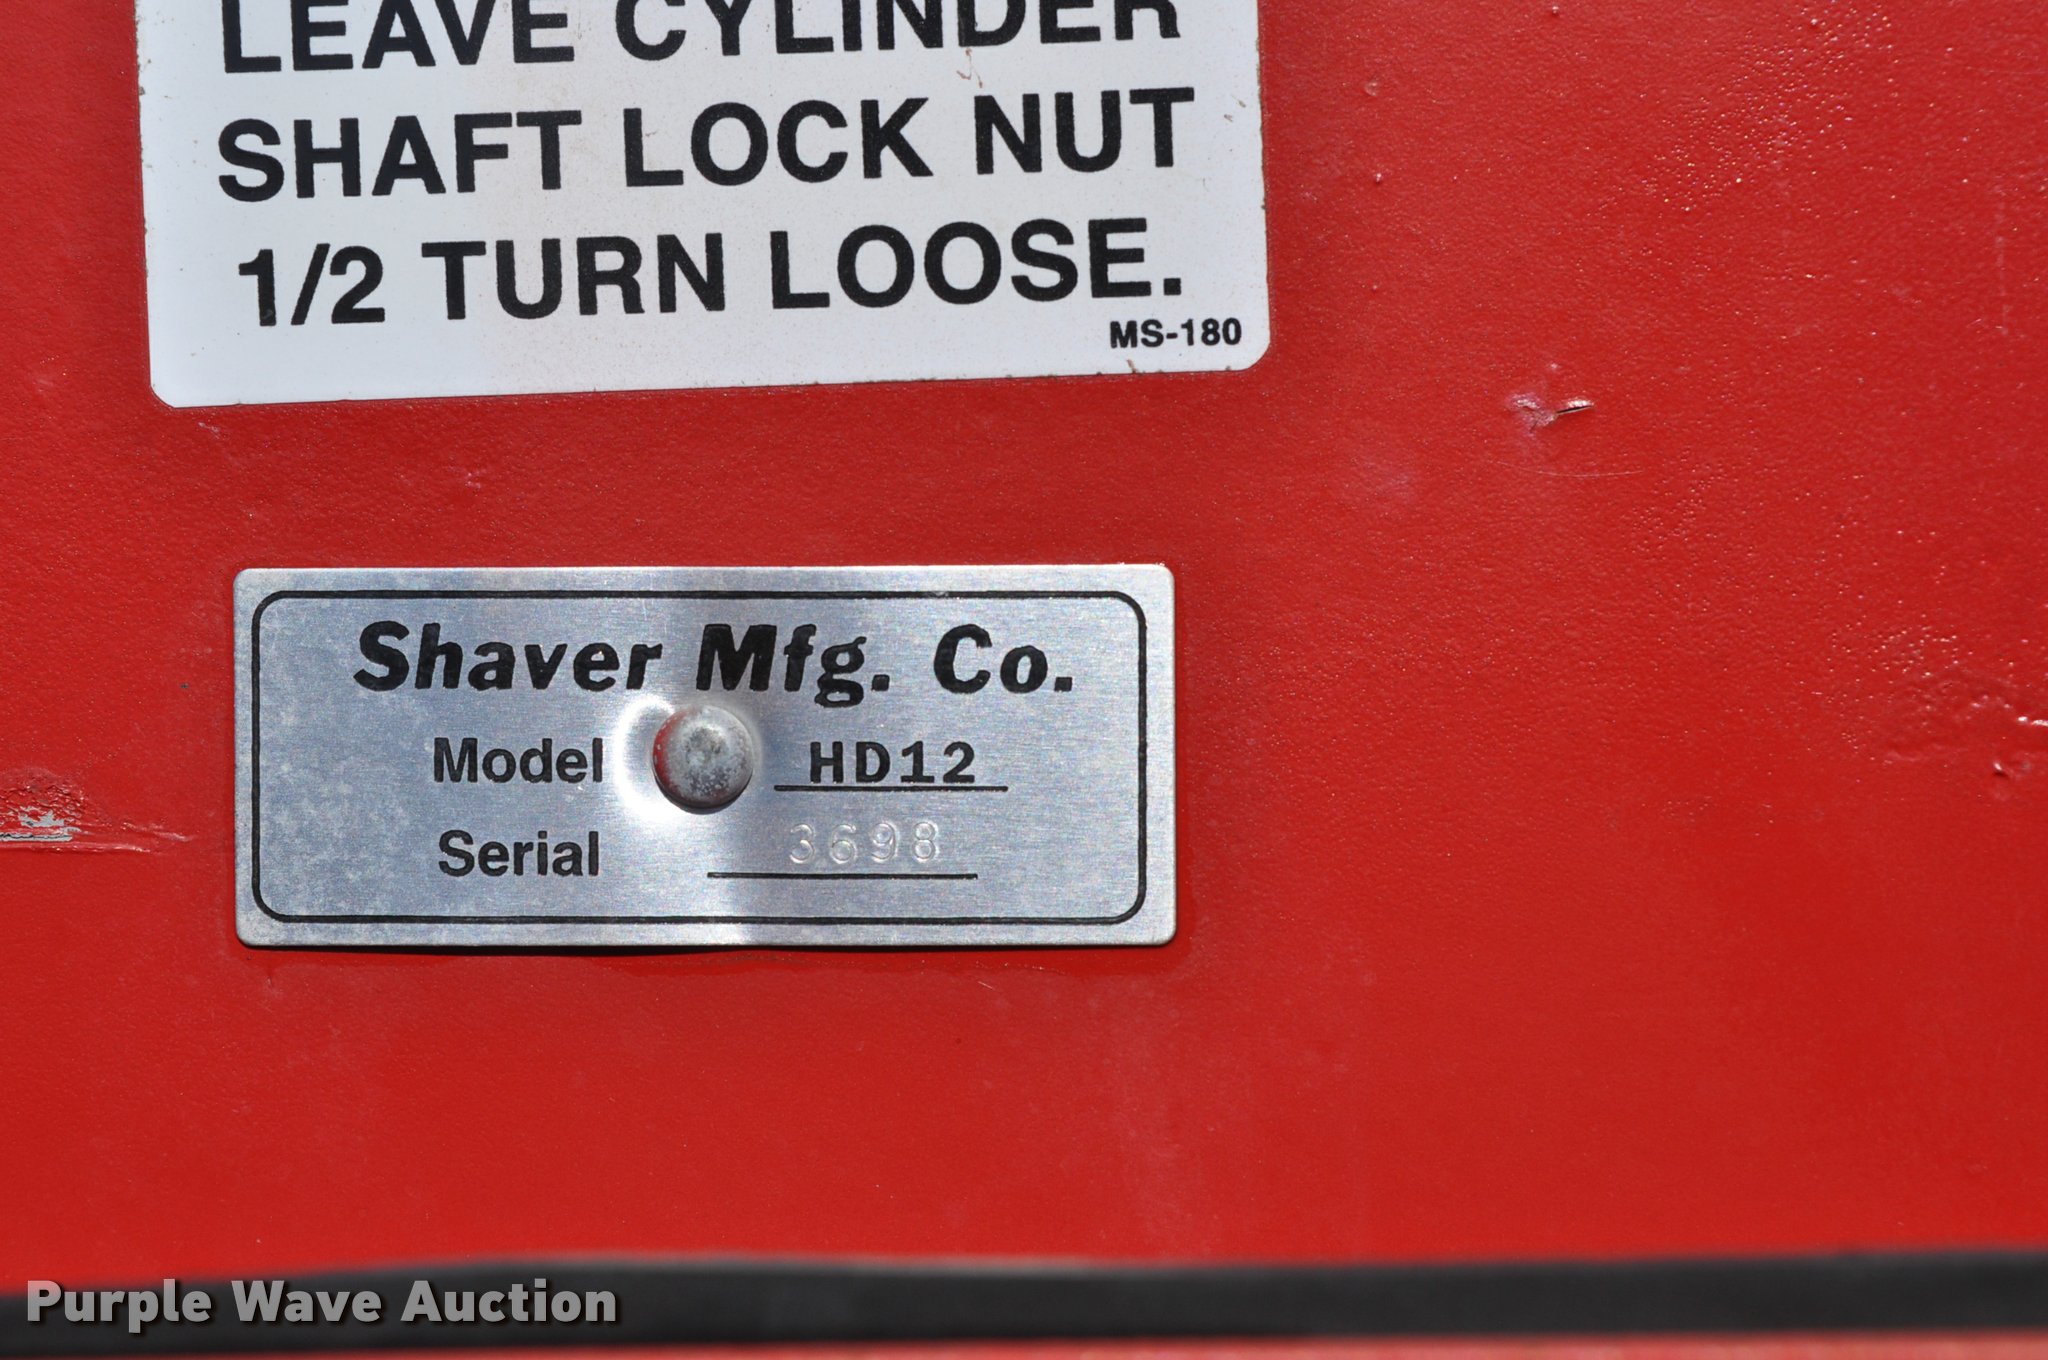 LEAVE CYLINDER
SHAFT LOCK NUT
1/2 TURN LOOSE.
MS-180
Shaver Mfg. Co.
Model HD12
Serial 3698
Purple Wave Auction